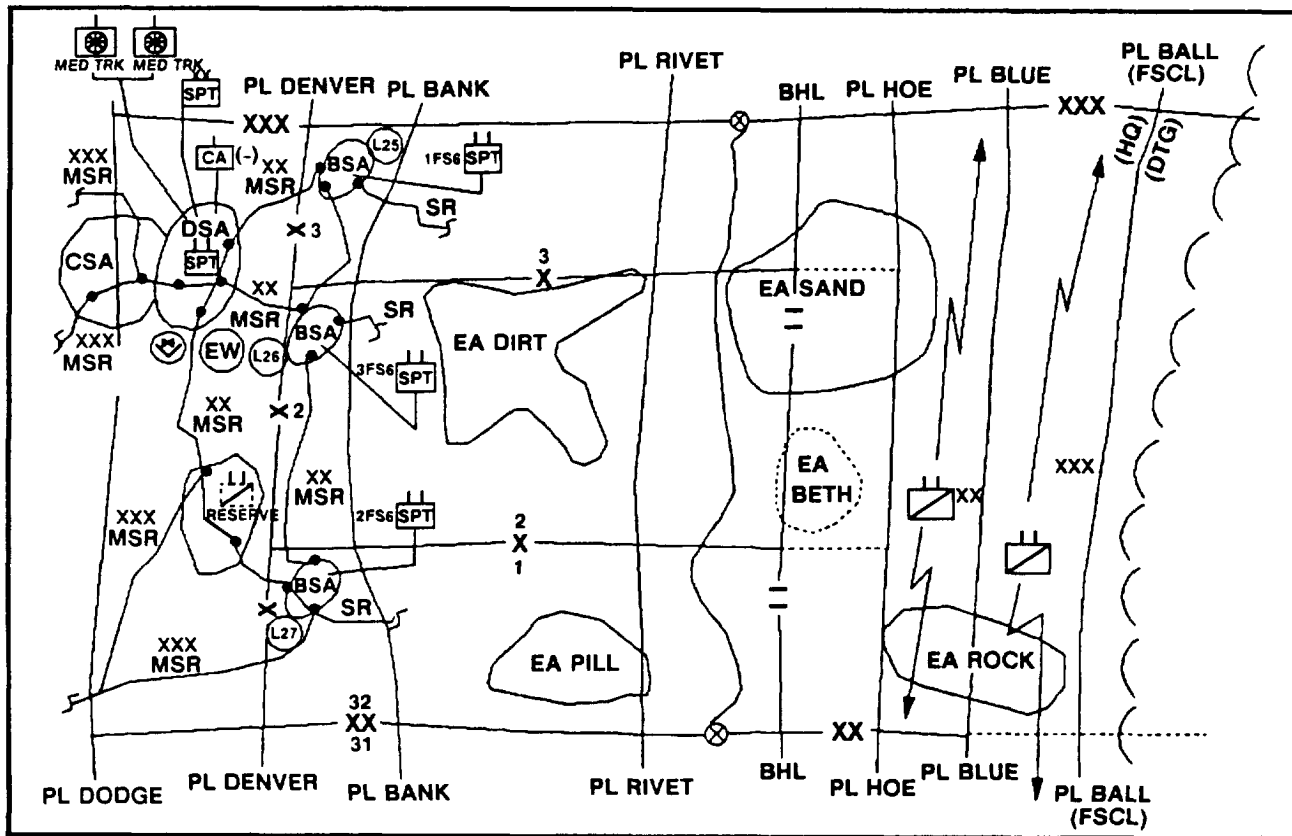 MED TRK MED TRK
XX
SPT
PL DENVER
PL BANK
PL RIVET
BHL
PL HOE
PL BLUE
PL BALL
(FSCL)
XXX
XXX
(HQ)
(DTG)
XXX
MSR
CA (-)
XX
MSR
BSA
L25
1FS6
SPT
SR
DSA
SPT
CSA
X 3
3
X
XX
MSR
EA SAND
EA DIRT
XXX
MSR
EW
L26
BSA
SR
3FS6
SPT
X 2
XX
MSR
XX
MSR
EA
BETH
XX
XXX
RESERVE
XXX
MSR
2FS6
SPT
2
X
1
BSA
X
SR
L27
XXX
MSR
EA PILL
EA ROCK
32
XX
31
XX
PL DODGE
PL DENVER
PL BANK
PL RIVET
BHL
PL HOE
PL BLUE
PL BALL
(FSCL)